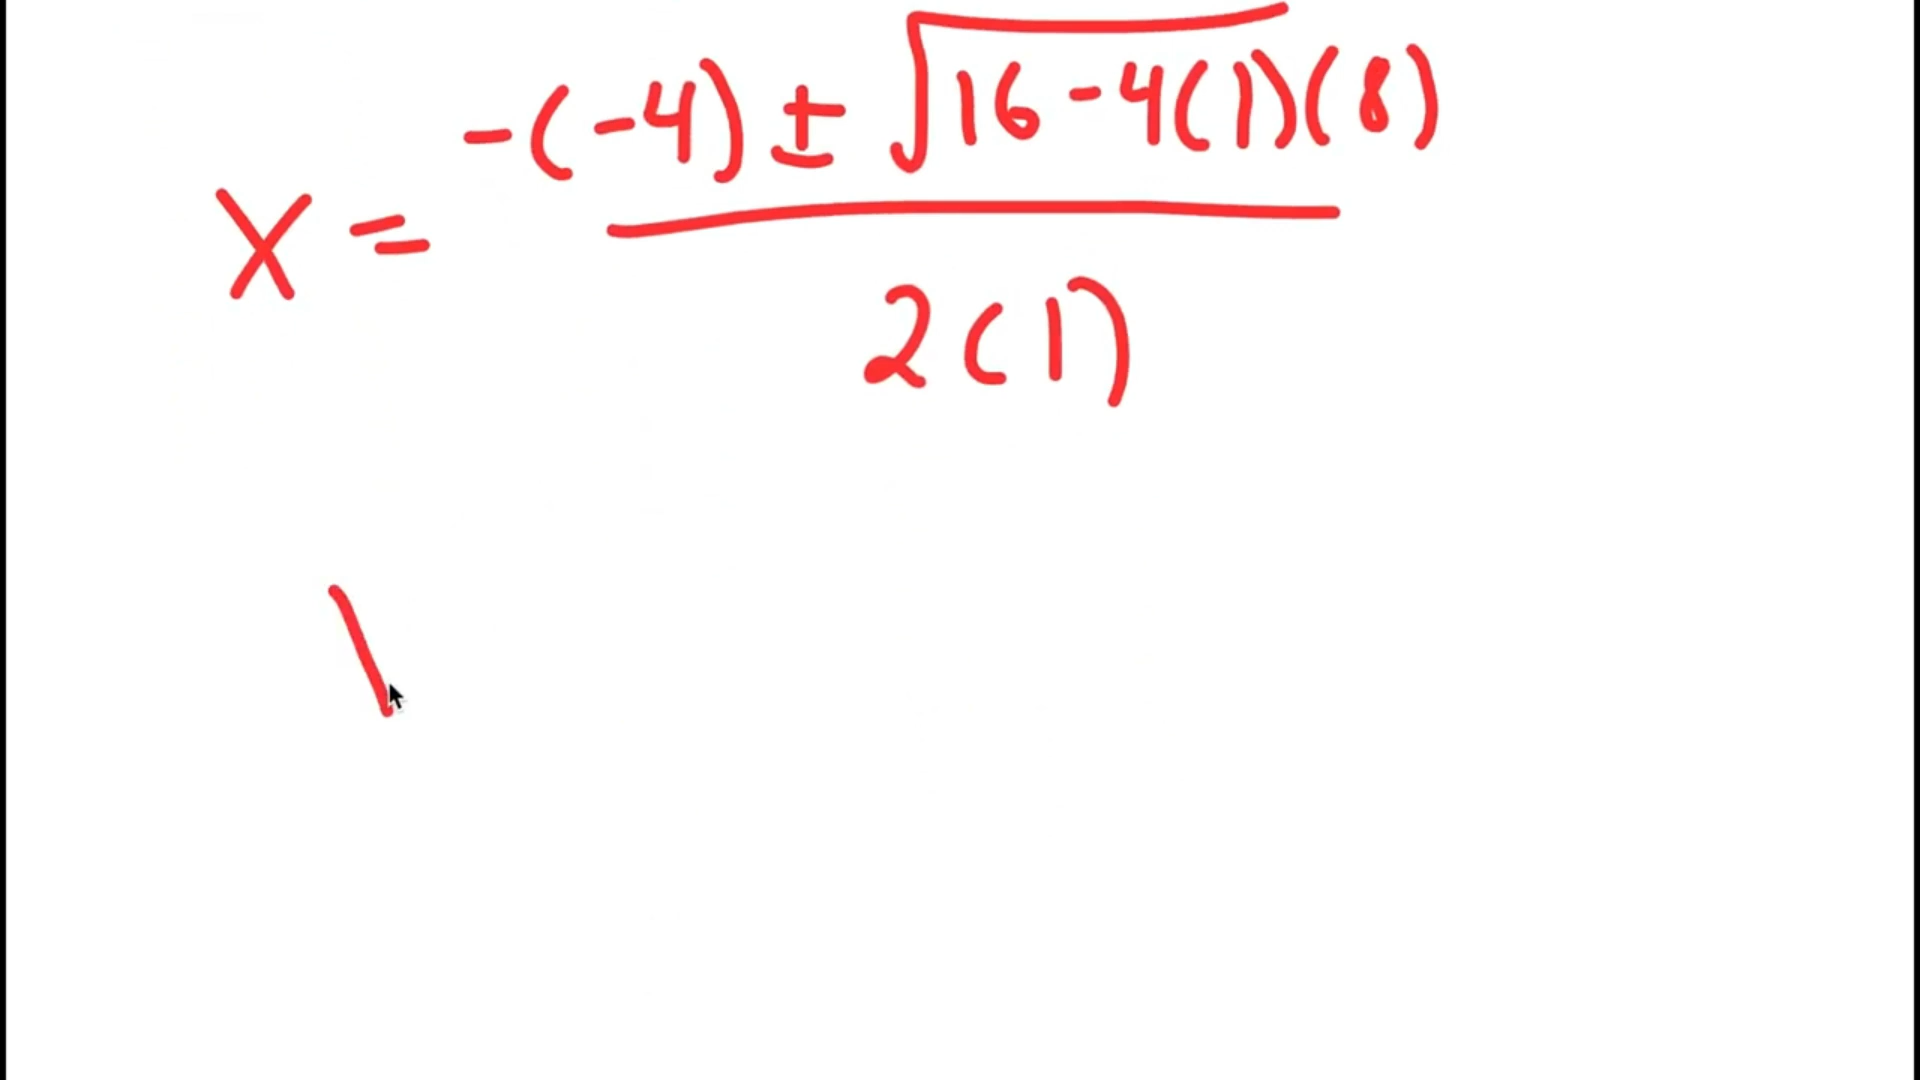 x = -(-4) ± √16-4(1)(8)
2(1)
\